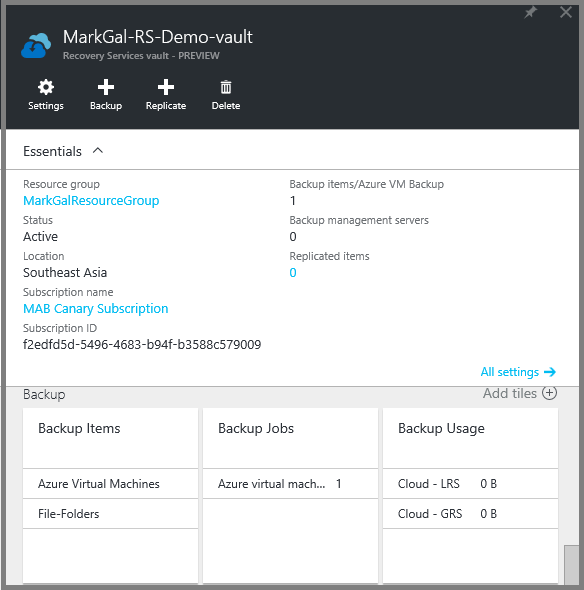 MarkGal-RS-Demo-vault
Recovery Services vault - PREVIEW
Settings
Backup
Replicate
Delete
Essentials
Resource group
MarkGalResourceGroup
Status
Active
Location
Southeast Asia
Subscription name
MAB Canary Subscription
Subscription ID
f2edfd5d-5496-4683-b94f-b3588c579009
Backup items/Azure VM Backup
1
Backup management servers
0
Replicated items
0
All settings
Backup
Add tiles
Backup Items
Azure Virtual Machines
File-Folders
Backup Jobs
Azure virtual mach... 1
Backup Usage
Cloud - LRS 0 B
Cloud - GRS 0 B